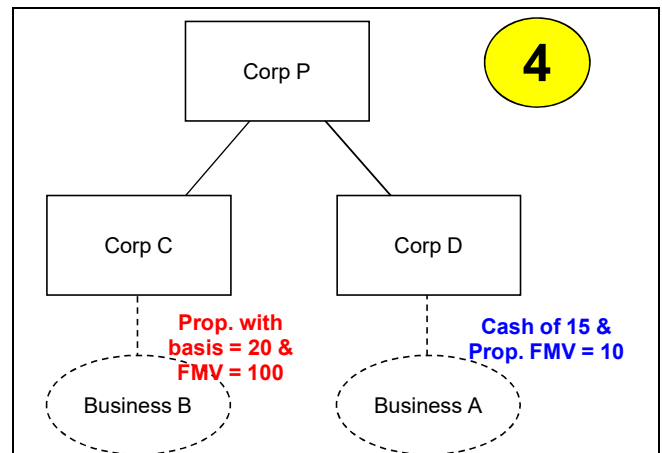 Corp P
4
Corp C
Corp D
Prop. with
basis = 20 &
FMV = 100
Cash of 15 &
Prop. FMV = 10
Business B
Business A